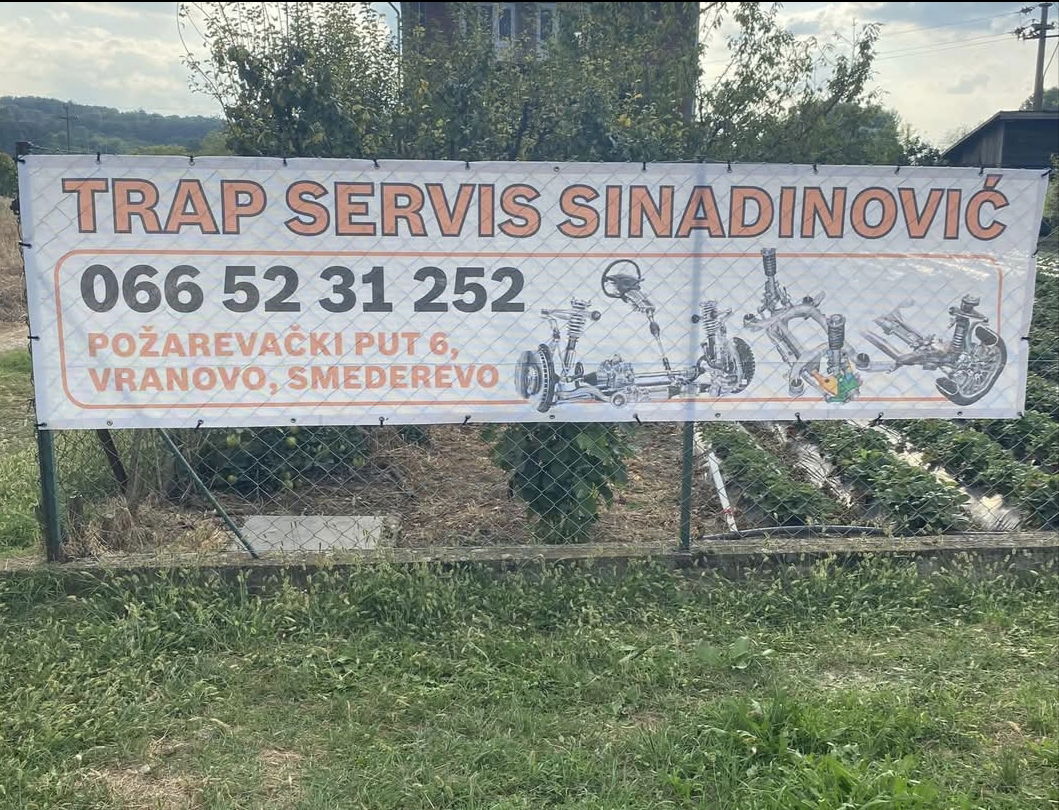 TRAP SERVIS SINADINOVIĆ
066 52 31 252
POŽAREVAČKI PUT 6,
VRANOVO, SMEDEREVO